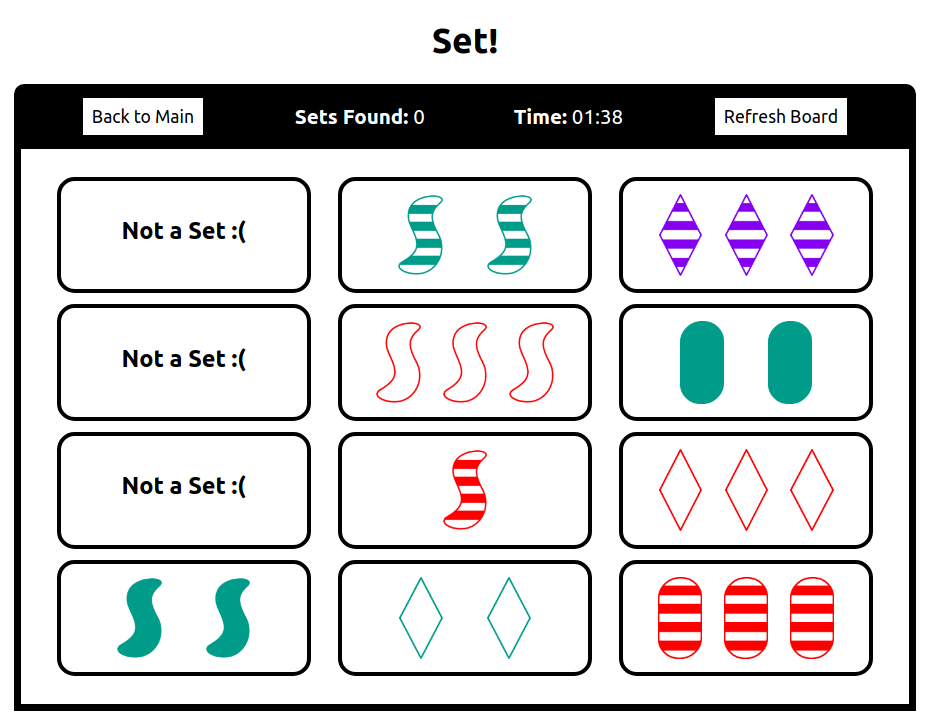 Set!
Back to Main
Sets Found: 0
Time: 01:38
Refresh Board
Not a Set :(
Not a Set :(
Not a Set :(